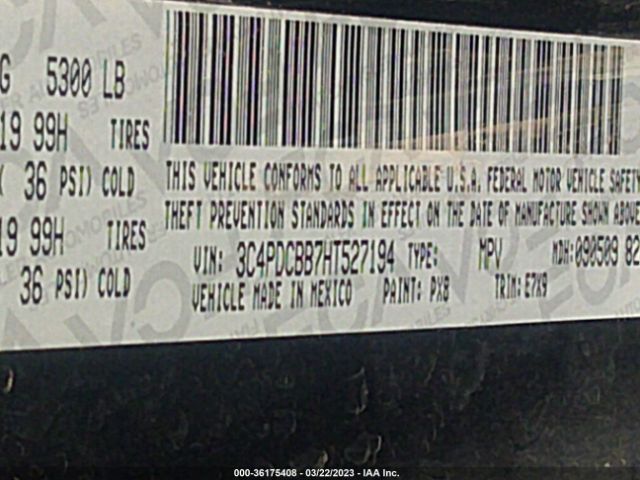 G 5300 LB
19 99H TIRES
( 36 PSI) COLD
19 99H TIRES
36 PSI) COLD
THIS VEHICLE CONFORMS TO ALL APPLICABLE U.S.A. FEDERAL MOTOR VEHICLE SAFETY
THEFT PREVENTION STANDARDS IN EFFECT ON THE DATE OF MANUFACTURE SHOWN ABOVE
VIN: 3C4PDCBB7HT527194 TYPE: MPV MDH:090509 82
VEHICLE MADE IN MEXICO PAINT: PX8 TRIM: E7X9
000-36175408 - 03/22/2023 - IAA Inc.